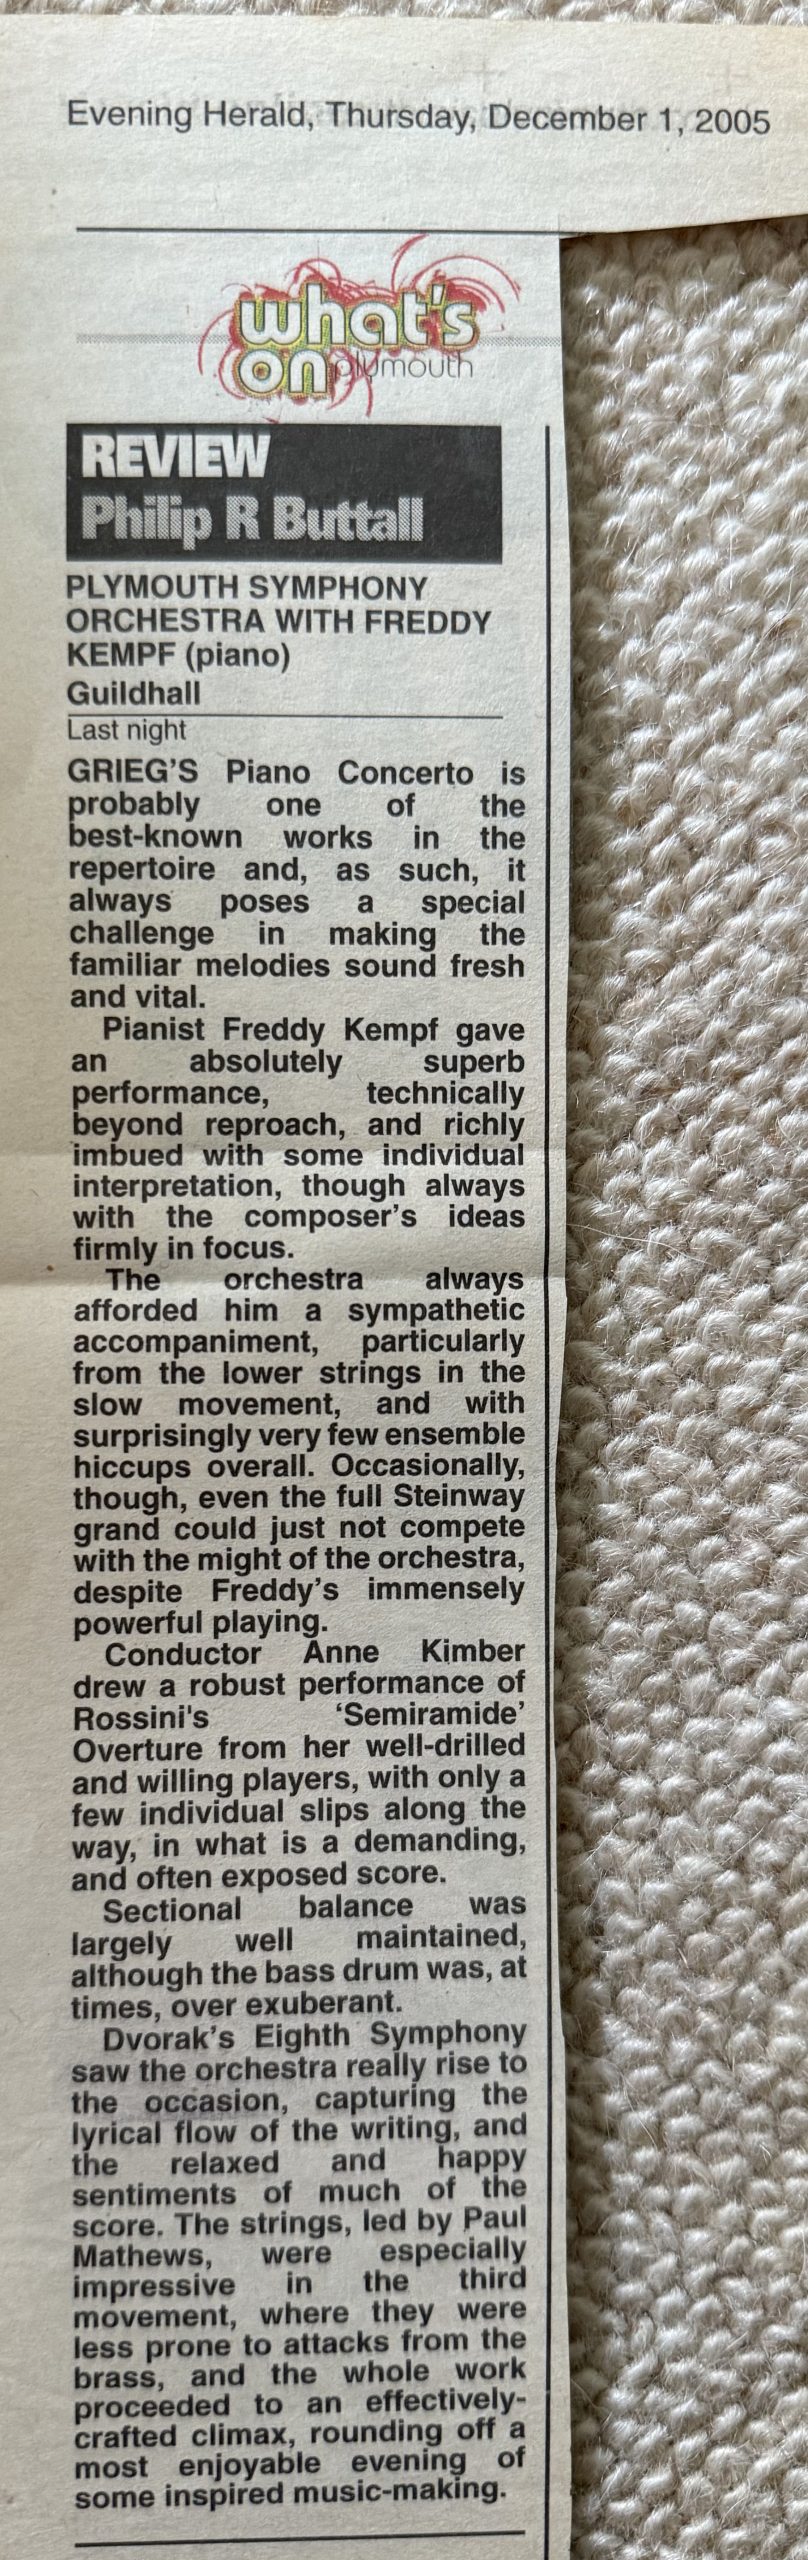 Evening Herald, Thursday, December 1, 2005
what's
on plymouth
REVIEW
Philip R Buttall
PLYMOUTH SYMPHONY
ORCHESTRA WITH FREDDY
KEMPF (piano)
Guildhall
Last night
GRIEG'S Piano Concerto is
probably one of the
best-known works in the
repertoire and, as such, it
always poses a special
challenge in making the
familiar melodies sound fresh
and vital.
Pianist Freddy Kempf gave
an absolutely superb
performance, technically
beyond reproach, and richly
imbued with some individual
interpretation, though always
with the composer's ideas
firmly in focus.
The orchestra always
afforded him a sympathetic
accompaniment, particularly
from the lower strings in the
slow movement, and with
surprisingly very few ensemble
hiccups overall. Occasionally,
though, even the full Steinway
grand could just not compete
with the might of the orchestra,
despite Freddy's immensely
powerful playing.
Conductor Anne Kimber
drew a robust performance of
Rossini's 'Semiramide'
Overture from her well-drilled
and willing players, with only a
few individual slips along the
way, in what is a demanding,
and often exposed score.
Sectional balance was
largely well maintained,
although the bass drum was, at
times, over exuberant.
Dvorak's Eighth Symphony
saw the orchestra really rise to
the occasion, capturing the
lyrical flow of the writing, and
the relaxed and happy
sentiments of much of the
score. The strings, led by Paul
Mathews, were especially
impressive in the third
movement, where they were
less prone to attacks from the
brass, and the whole work
proceeded to an effectively-
crafted climax, rounding off a
most enjoyable evening of
some inspired music-making.